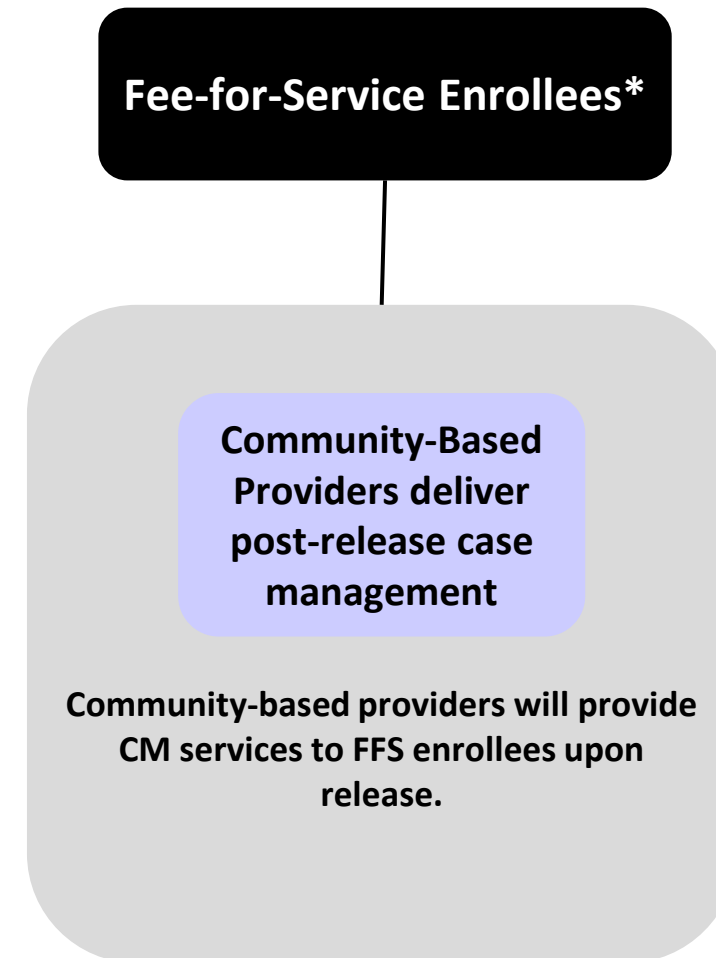 Fee-for-Service Enrollees*
Community-Based
Providers deliver
post-release case
management
Community-based providers will provide
CM services to FFS enrollees upon
release.